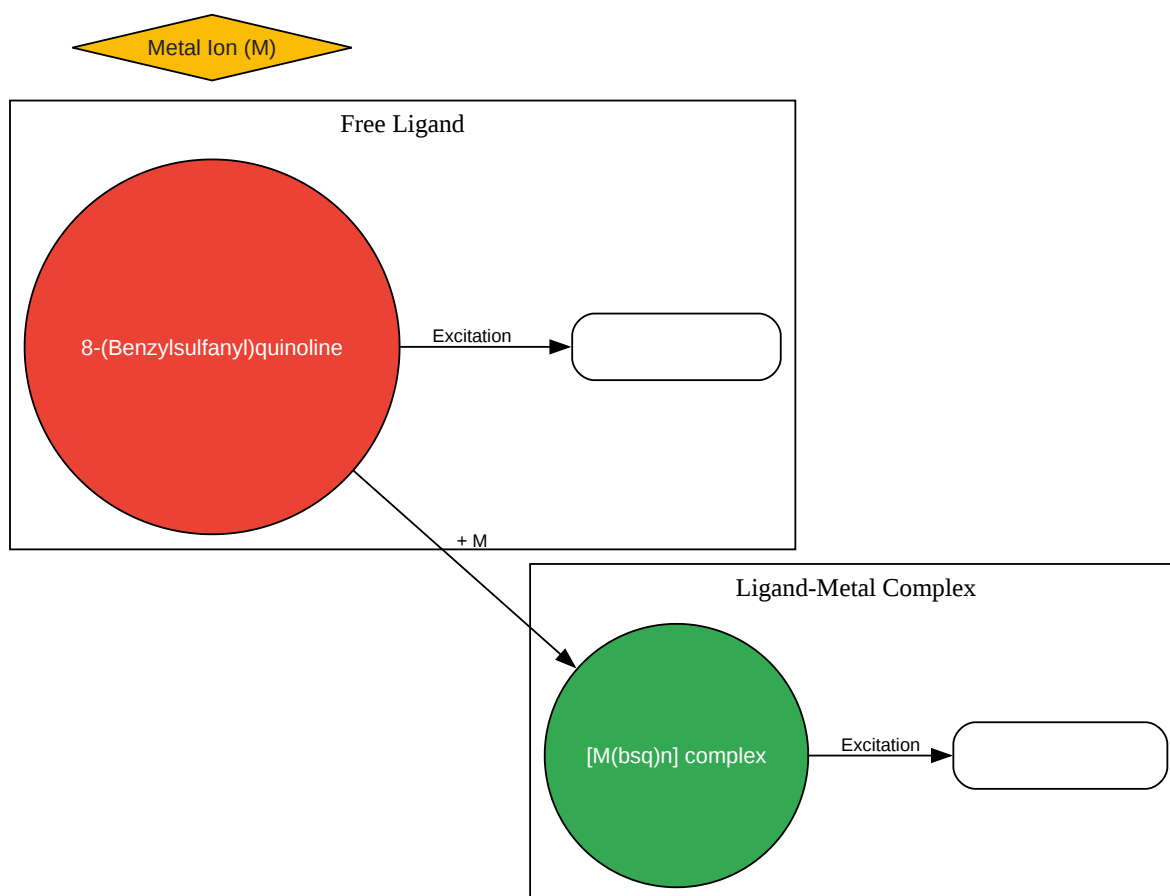 Metal Ion (M)
Free Ligand
8-(Benzylsulfanyl)quinoline
Excitation
+ M
Ligand-Metal Complex
[M(bsq)n] complex
Excitation